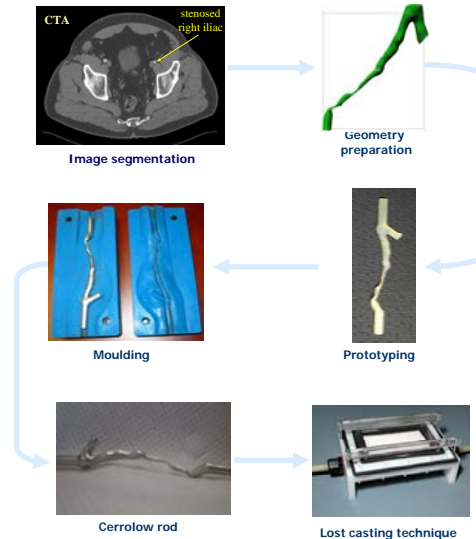 CTA
stenosed
right iliac
Image segmentation
Geometry
preparation
Moulding
Prototyping
Cerrolow rod
Lost casting technique